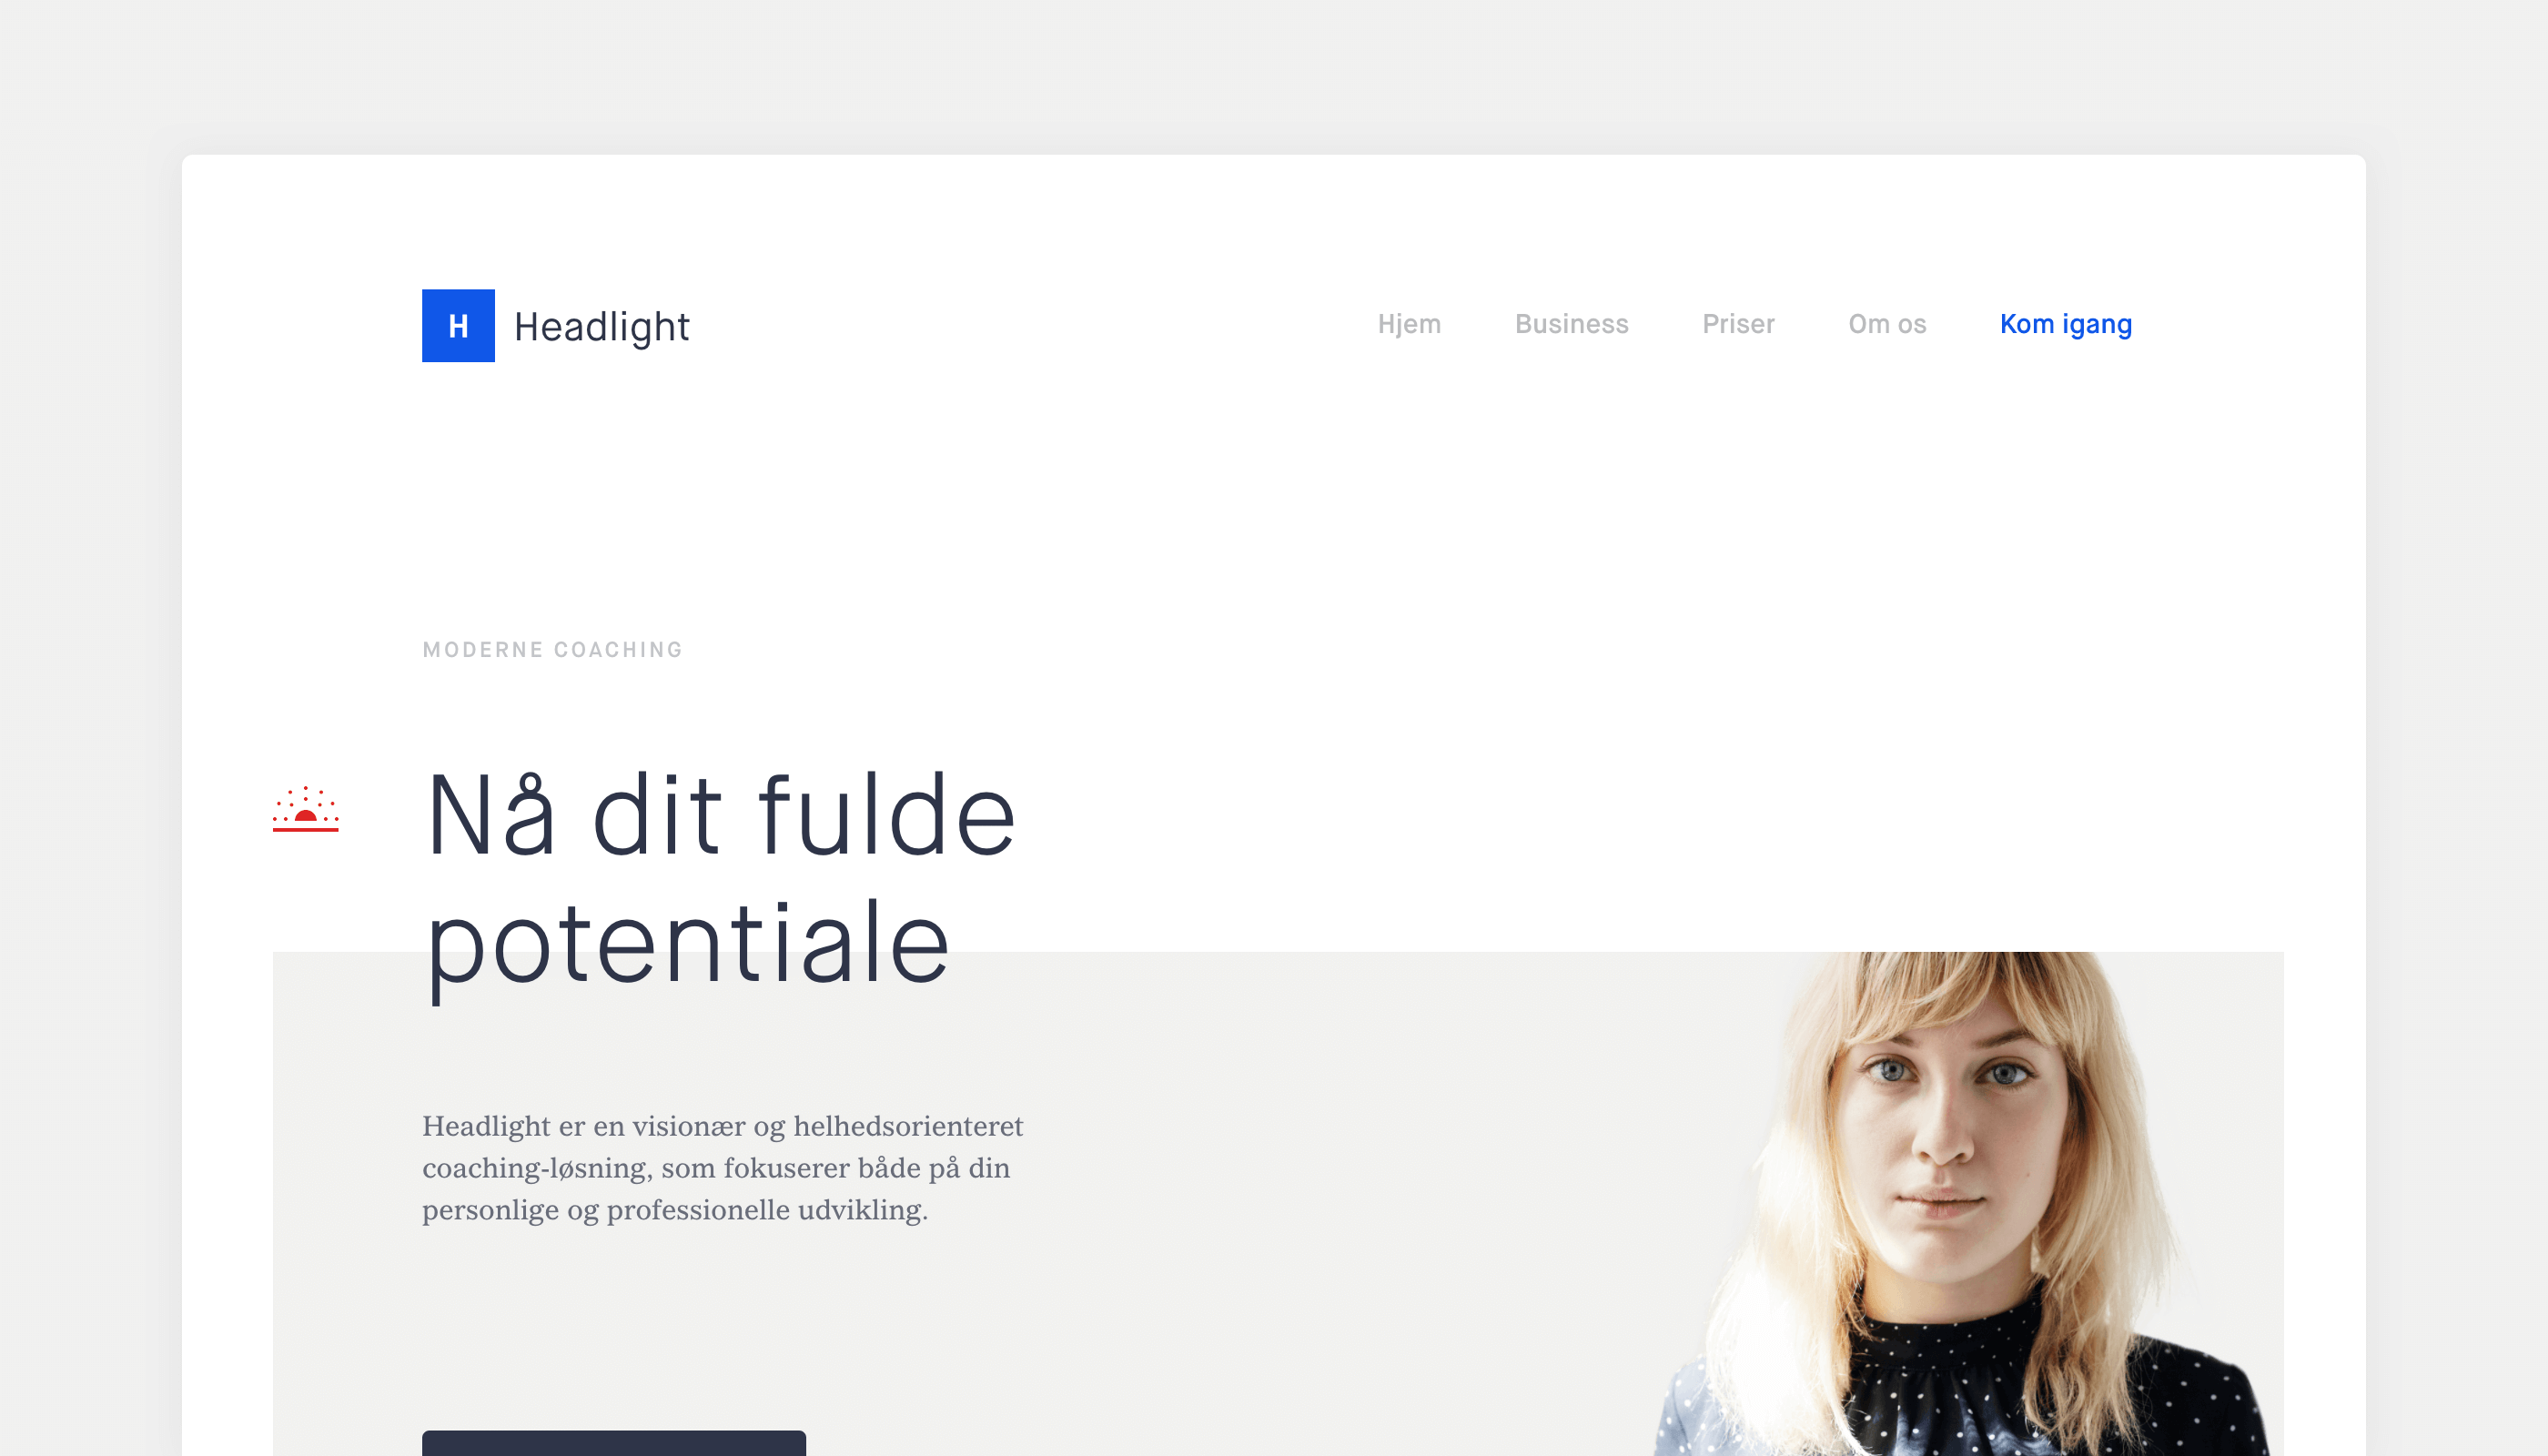 H
Headlight
Hjem
Business
Priser
Om os
Kom igang
MODERNE COACHING
Nå dit fulde
potentiale
Headlight er en visionær og helhedsorienteret
coaching-løsning, som fokuserer både på din
personlige og professionelle udvikling.